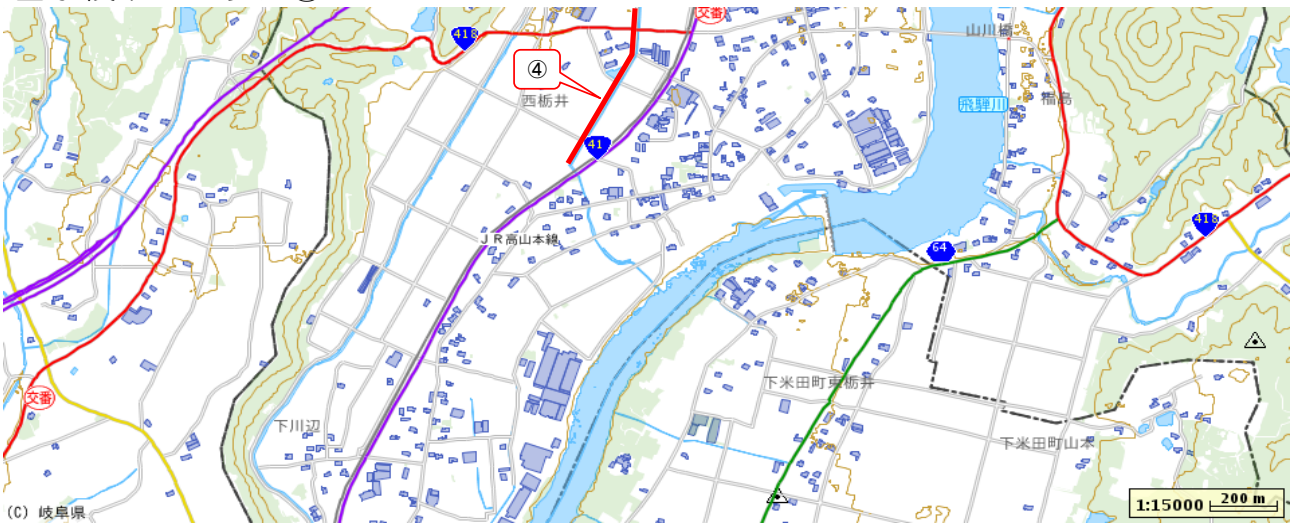 交番
418
山川橋
④
西栃井
飛騨川
福島
41
418
JR高山本線
64
交番
下米田町東栃井
下川辺
下米田町山本
1:15000 200 m
(C) 岐阜県